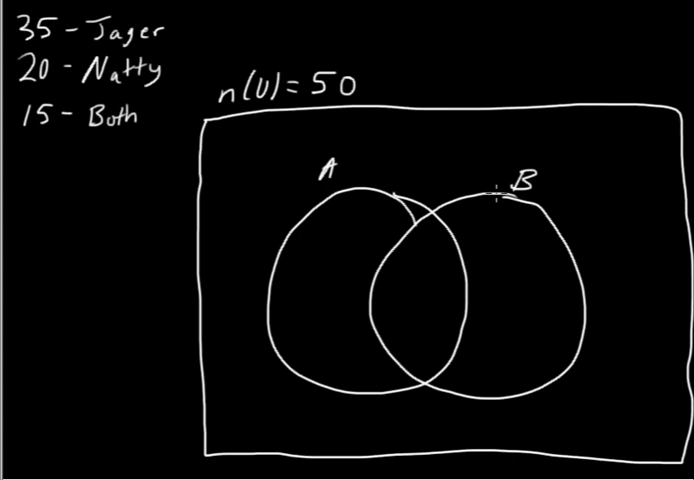 35 - Jager
20 - Natty
15 - Both
n(U) = 50
A
B